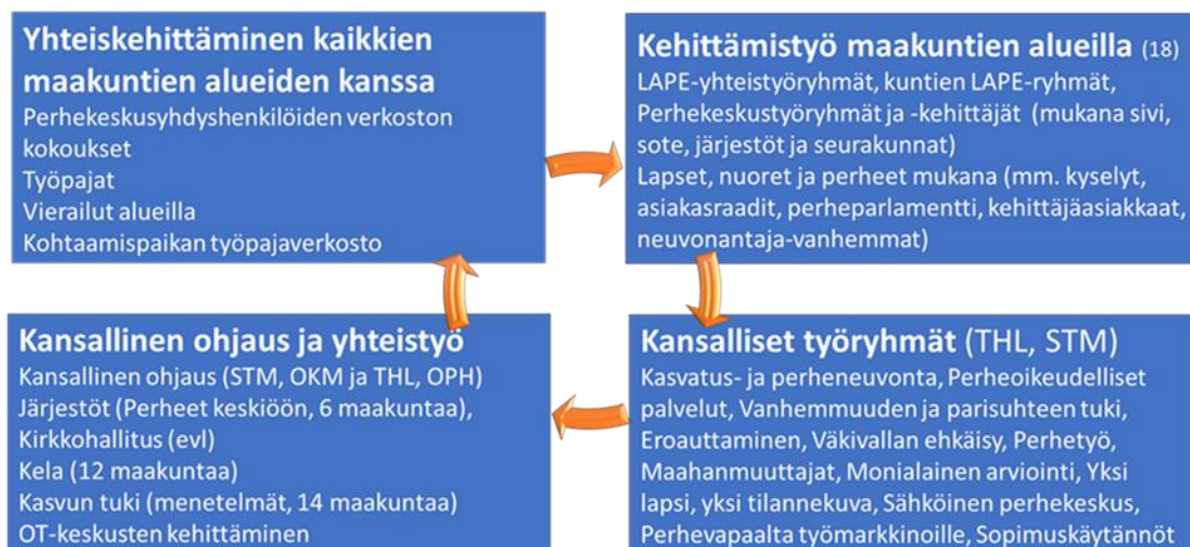 Yhteiskehittäminen kaikkien
maakuntien alueiden kanssa
Perhekeskusyhdyshenkilöiden verkoston
kokoukset
Työpajat
Vierailut alueilla
Kohtaamispaikan työpajaverkosto
Kehittämistyö maakuntien alueilla (18)
LAPE-yhteistyöryhmät, kuntien LAPE-ryhmät,
Perhekeskustyöryhmät ja -kehittäjät (mukana sivi,
sote, järjestöt ja seurakunnat)
Lapset, nuoret ja perheet mukana (mm. kyselyt,
asiakasraadit, perheparlamentti, kehittäjäasiakkaat,
neuvonantaja-vanhemmat)
Kansallinen ohjaus ja yhteistyö
Kansallinen ohjaus (STM, OKM ja THL, OPH)
Järjestöt (Perheet keskiöön, 6 maakuntaa),
Kirkkohallitus (evl)
Kela (12 maakuntaa)
Kasvun tuki (menetelmät, 14 maakuntaa)
OT-keskusten kehittäminen
Kansalliset työryhmät (THL, STM)
Kasvatus- ja perheneuvonta, Perheoikeudelliset
palvelut, Vanhemmuuden ja parisuhteen tuki,
Eroauttaminen, Väkivallan ehkäisy, Perhetyö,
Maahanmuuttajat, Monialainen arviointi, Yksi
lapsi, yksi tilannekuva, Sähköinen perhekeskus,
Perhevapaalta työmarkkinoille, Sopimuskäytännöt